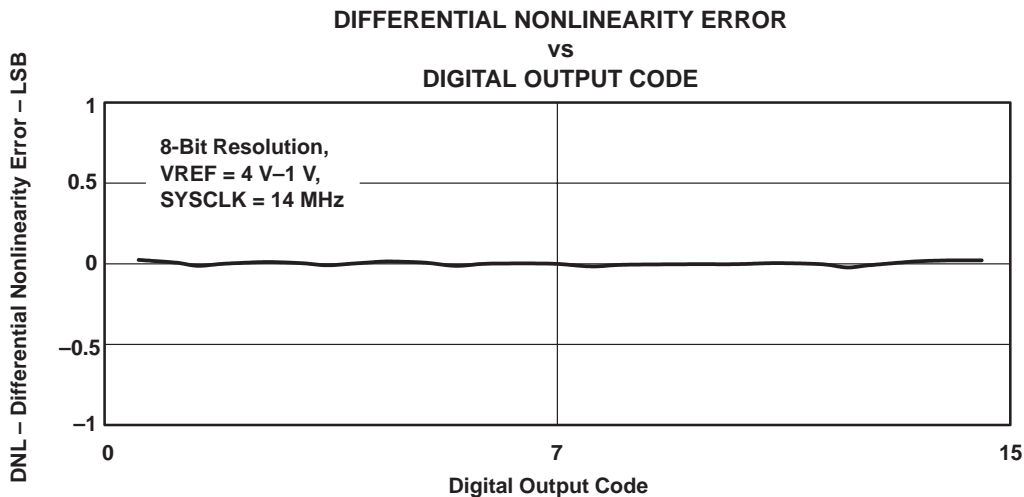 DIFFERENTIAL NONLINEARITY ERROR
vs
DIGITAL OUTPUT CODE
DNL – Differential Nonlinearity Error – LSB
1
8-Bit Resolution,
VREF = 4 V–1 V,
0.5
SYSCLK = 14 MHz
0
–0.5
–1
0
7
15
Digital Output Code